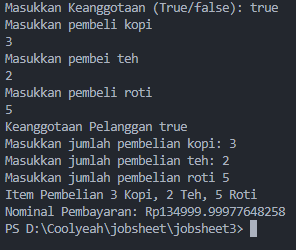 Masukkan Keanggotaan (True/false): true
Masukkan pembeli kopi
3
Masukkan pembei teh
2
Masukkan pembeli roti
5
Keanggotaan Pelanggan true
Masukkan jumlah pembelian kopi: 3
Masukkan jumlah pembelian teh: 2
Masukkan jumlah pembelian roti 5
Item Pembelian 3 Kopi, 2 Teh, 5 Roti
Nominal Pembayaran: Rp134999.99977648258
PS D:\Coolyeah\jobsheet\jobsheet3>